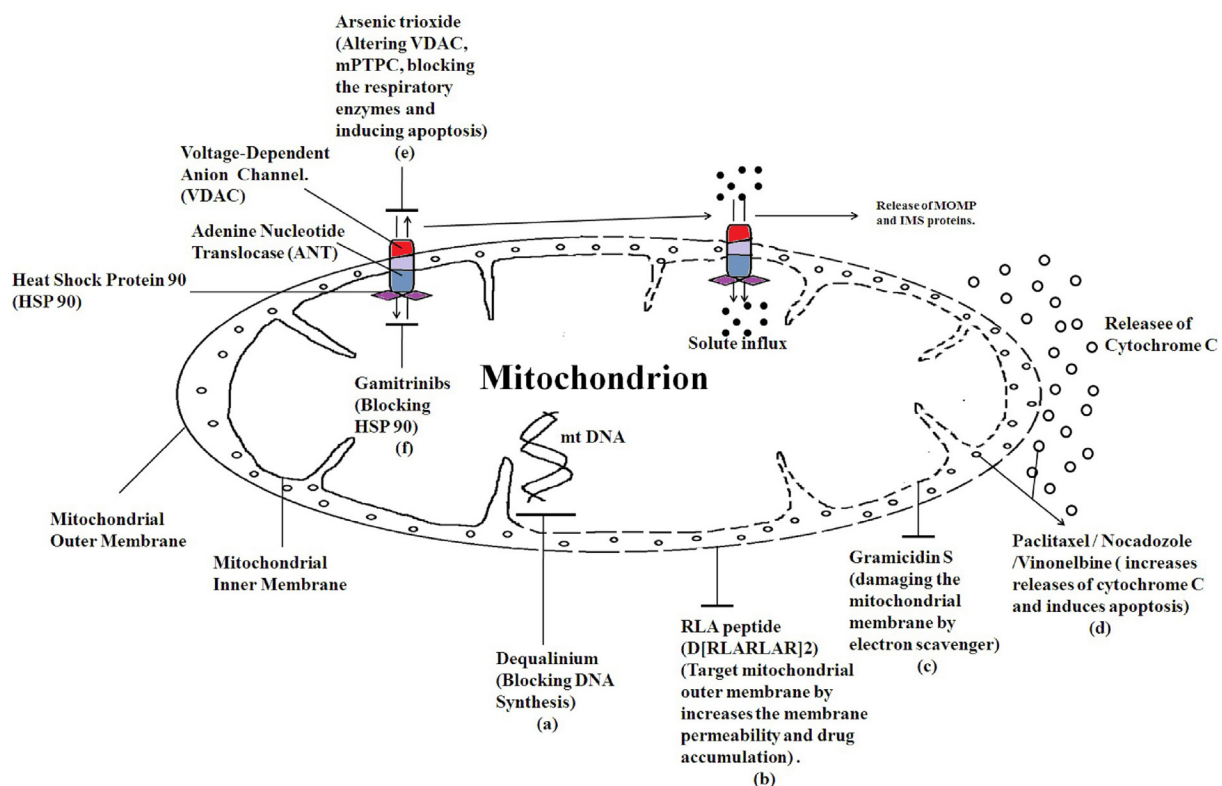 Arsenic trioxide
(Altering VDAC,
mPTPC, blocking
the respiratory
enzymes and
inducing apoptosis)
(e)
Voltage-Dependent
Anion Channel.
(VDAC)
Adenine Nucleotide
Translocase (ANT)
Heat Shock Protein 90
(HSP 90)
Release of MOMP
and IMS proteins.
Releasee of
Cytochrome C
Solute influx
Mitochondrion
Gamitrinibs
(Blocking
HSP 90)
(f)
mt DNA
Mitochondrial
Outer Membrane
Mitochondrial
Inner Membrane
Dequalinium
(Blocking DNA
Synthesis)
(a)
RLA peptide
(D[RLARLAR]2)
(Target mitochondrial
outer membrane by
increases the membrane
permeability and drug
accumulation) .
(b)
Gramicidin S
(damaging the
mitochondrial
membrane by
electron scavenger)
(c)
Paclitaxel / Nocadozole
/Vinonelbine ( increases
releases of cytochrome C
and induces apoptosis)
(d)